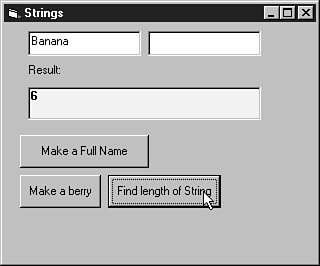 Strings
Banana
Result:
6
Make a Full Name
Make a berry
Find length of String